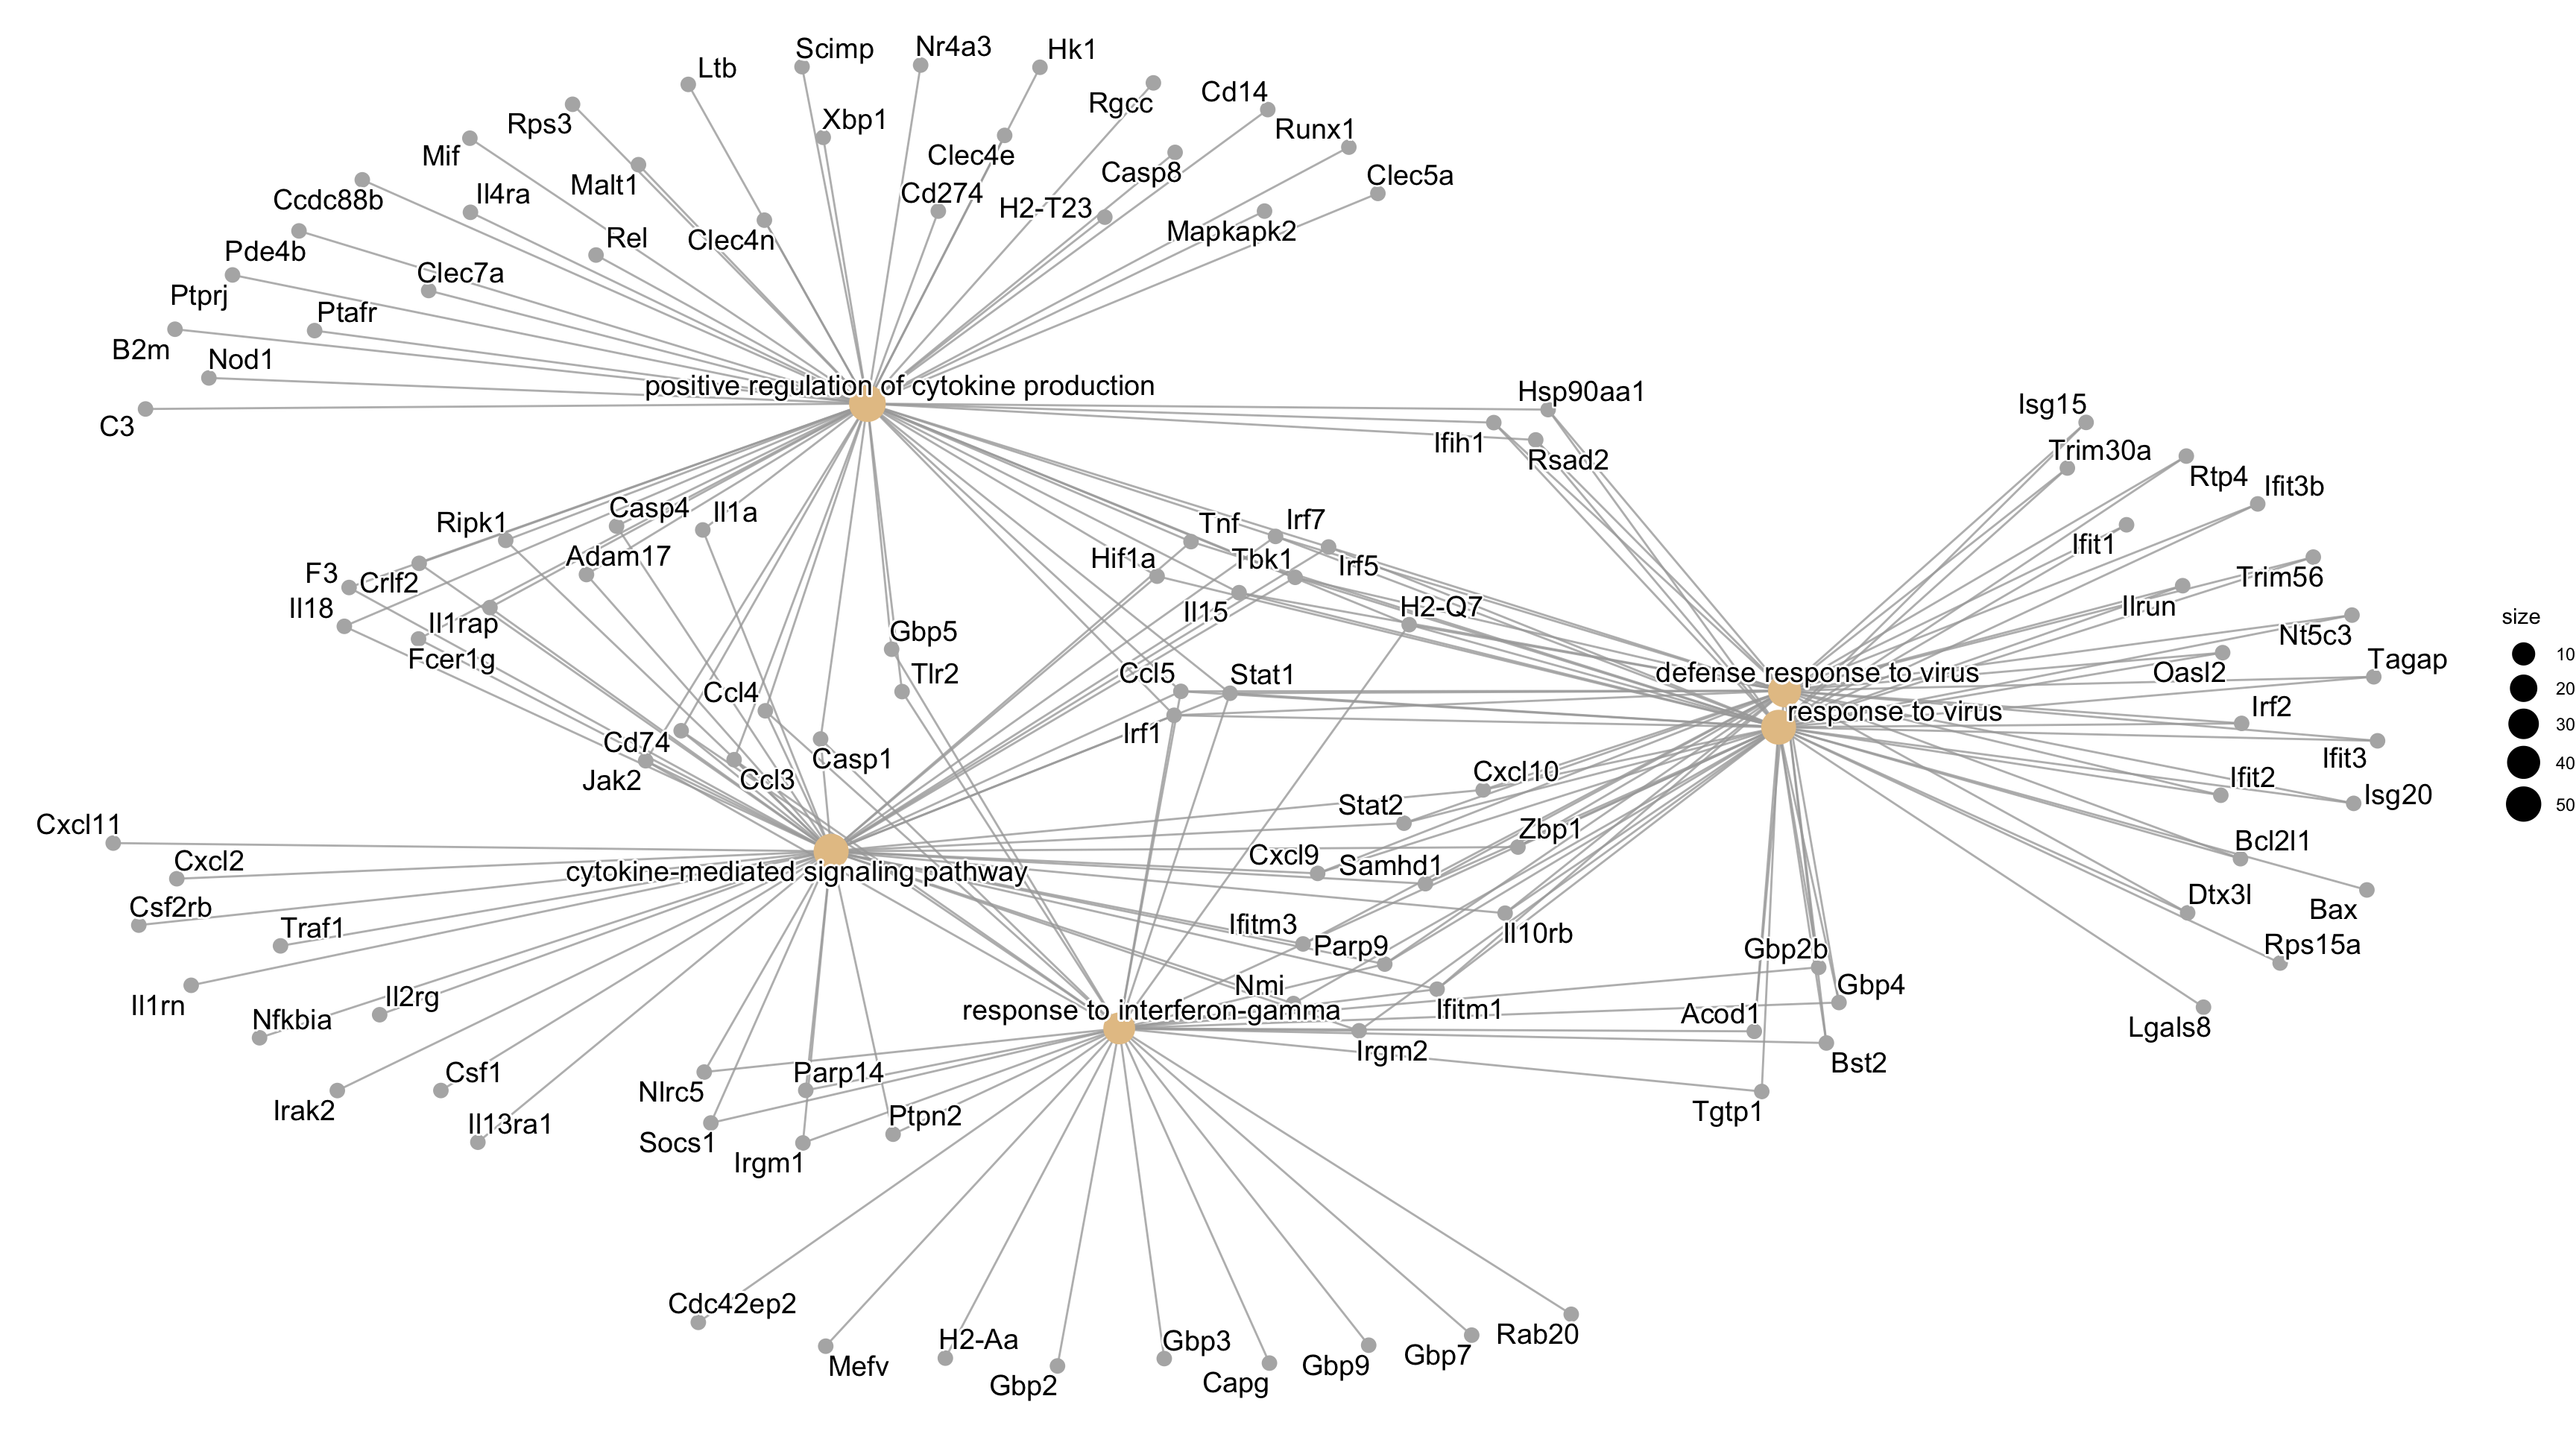 Scimp
Nr4a3
Hk1
Ltb
Rgcc
Cd14
Rps3
Xbp1
Runx1
Mif
Malt1
Clec4e
Casp8
Clec5a
Ccdc88b
Il4ra
Cd274
H2-T23
Pde4b
Rel
Clec4n
Mapkapk2
Ptprj
Clec7a
Ptafr
B2m
Nod1
positive regulation of cytokine production
C3
Hsp90aa1
Ifih1
Rsad2
Isg15
Trim30a
Rtp4
Ifit3b
Ifit1
Trim56
Ilrun
Nt5c3
Tagap
Oasl2
Irf2
Ifit3
Ifit2
Isg20
Bcl2l1
Dtx3l
Bax
Rps15a
Lgals8
Ripk1
Casp4
Il1a
Adam17
F3
Crlf2
Il18
Il1rap
Fcer1g
Tnf
Irf7
Hif1a
Tbk1
Irf5
Il15
H2-Q7
Gbp5
Tlr2
Ccl5
Stat1
Irf1
Ccl4
Cd74
Jak2
Ccl3
Casp1
defense response to virus
response to virus
size
10
20
30
40
50
Cxcl11
Cxcl2
Csf2rb
Traf1
Il1rn
Nfkbia
Il2rg
Irak2
Csf1
Il13ra1
cytokine-mediated signaling pathway
Cxcl10
Stat2
Zbp1
Cxcl9
Samhd1
Ifitm3
Parp9
Il10rb
Nmi
response to interferon-gamma
Ifitm1
Irgm2
Gbp2b
Gbp4
Acod1
Bst2
Tgtp1
Nlrc5
Parp14
Socs1
Ptpn2
Irgm1
Cdc42ep2
Mefv
H2-Aa
Gbp2
Gbp3
Capg
Gbp9
Gbp7
Rab20